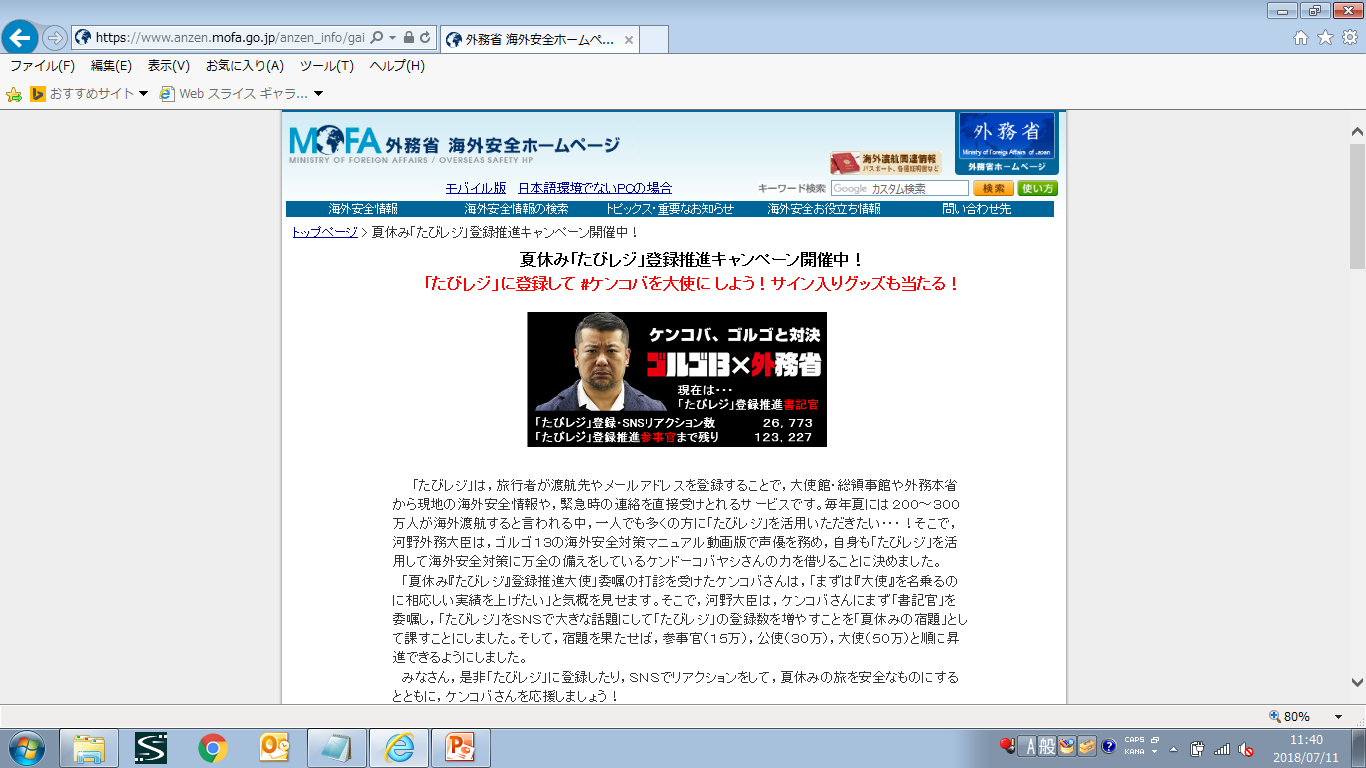 https://www.anzen.mofa.go.jp/anzen_info/gai
外務省 海外安全ホームペ...
ファイル(F) 編集(E) 表示(V) お気に入り(A) ツール(T) ヘルプ(H)
おすすめサイト Web スライス ギャラ...
MOFA 外務省 海外安全ホームページ
MINISTRY OF FOREIGN AFFAIRS / OVERSEAS SAFETY HP
海外渡航関連情報
パスポート、各種証明書など
外務省
Ministry of Foreign Affairs of Japan
外務省ホームページ
モバイル版 日本語環境でないPCの場合
キーワード検索 Google カスタム検索 検索 使い方
海外安全情報 海外安全情報の検索 トピックス・重要なお知らせ 海外安全お役立ち情報 問い合わせ先
トップページ > 夏休み「たびレジ」登録推進キャンペーン開催中！
夏休み「たびレジ」登録推進キャンペーン開催中！
「たびレジ」に登録して #ケンコバを大使に しよう！サイン入りグッズも当たる！
ケンコバ、ゴルゴと対決
ゴルゴ13×外務省
現在は・・・
「たびレジ」登録推進書記官
「たびレジ」登録・SNSリアクション数 26,773
「たびレジ」登録推進参事官まで残り 123,227
「たびレジ」は，旅行者が渡航先やメールアドレスを登録することで，大使館・総領事館や外務本省
から現地の海外安全情報や，緊急時の連絡を直接受けとれるサービスです。毎年夏には２００～３００
万人が海外渡航すると言われる中，一人でも多くの方に「たびレジ」を活用いただきたい・・・！そこで，
河野外務大臣は，ゴルゴ１３の海外安全対策マニュアル動画版で声優を務め，自身も「たびレジ」を活
用して海外安全対策に万全の備えをしているケンドーコバヤシさんの力を借りることに決めました。
「夏休み『たびレジ』登録推進大使」委嘱の打診を受けたケンコバさんは，「まずは『大使』を名乗るの
に相応しい実績を上げたい」と気概を見せます。そこで，河野大臣は，ケンコバさんにまず「書記官」を
委嘱し，「たびレジ」をSNSで大きな話題にして「たびレジ」の登録数を増やすことを「夏休みの宿題」とし
て課すことにしました。そして，宿題を果たせば，参事官（１５万），公使（３０万），大使（５０万）と順に昇
進できるようにしました。
みなさん，是非「たびレジ」に登録したり，SNSでリアクションをして，夏休みの旅を安全なものにする
とともに，ケンコバさんを応援しましょう！
80%
A 般 CAPS KANA
11:40
2018/07/11